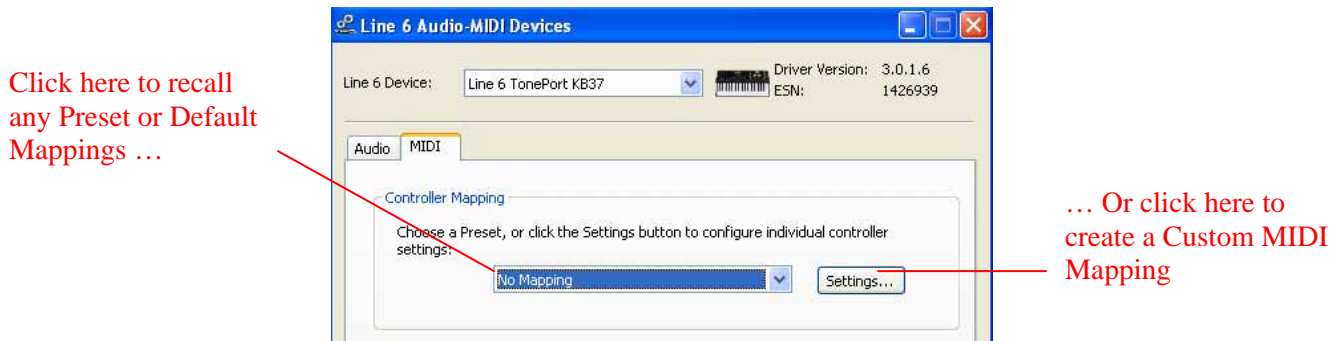 Line 6 Audio-MIDI Devices
Click here to recall
any Preset or Default
Mappings …
Line 6 Device:
Line 6 TonePort KB37
Driver Version: 3.0.1.6
ESN: 1426939
Audio
MIDI
Controller Mapping
Choose a Preset, or click the Settings button to configure individual controller
settings:
No Mapping
Settings...
… Or click here to
create a Custom MIDI
Mapping